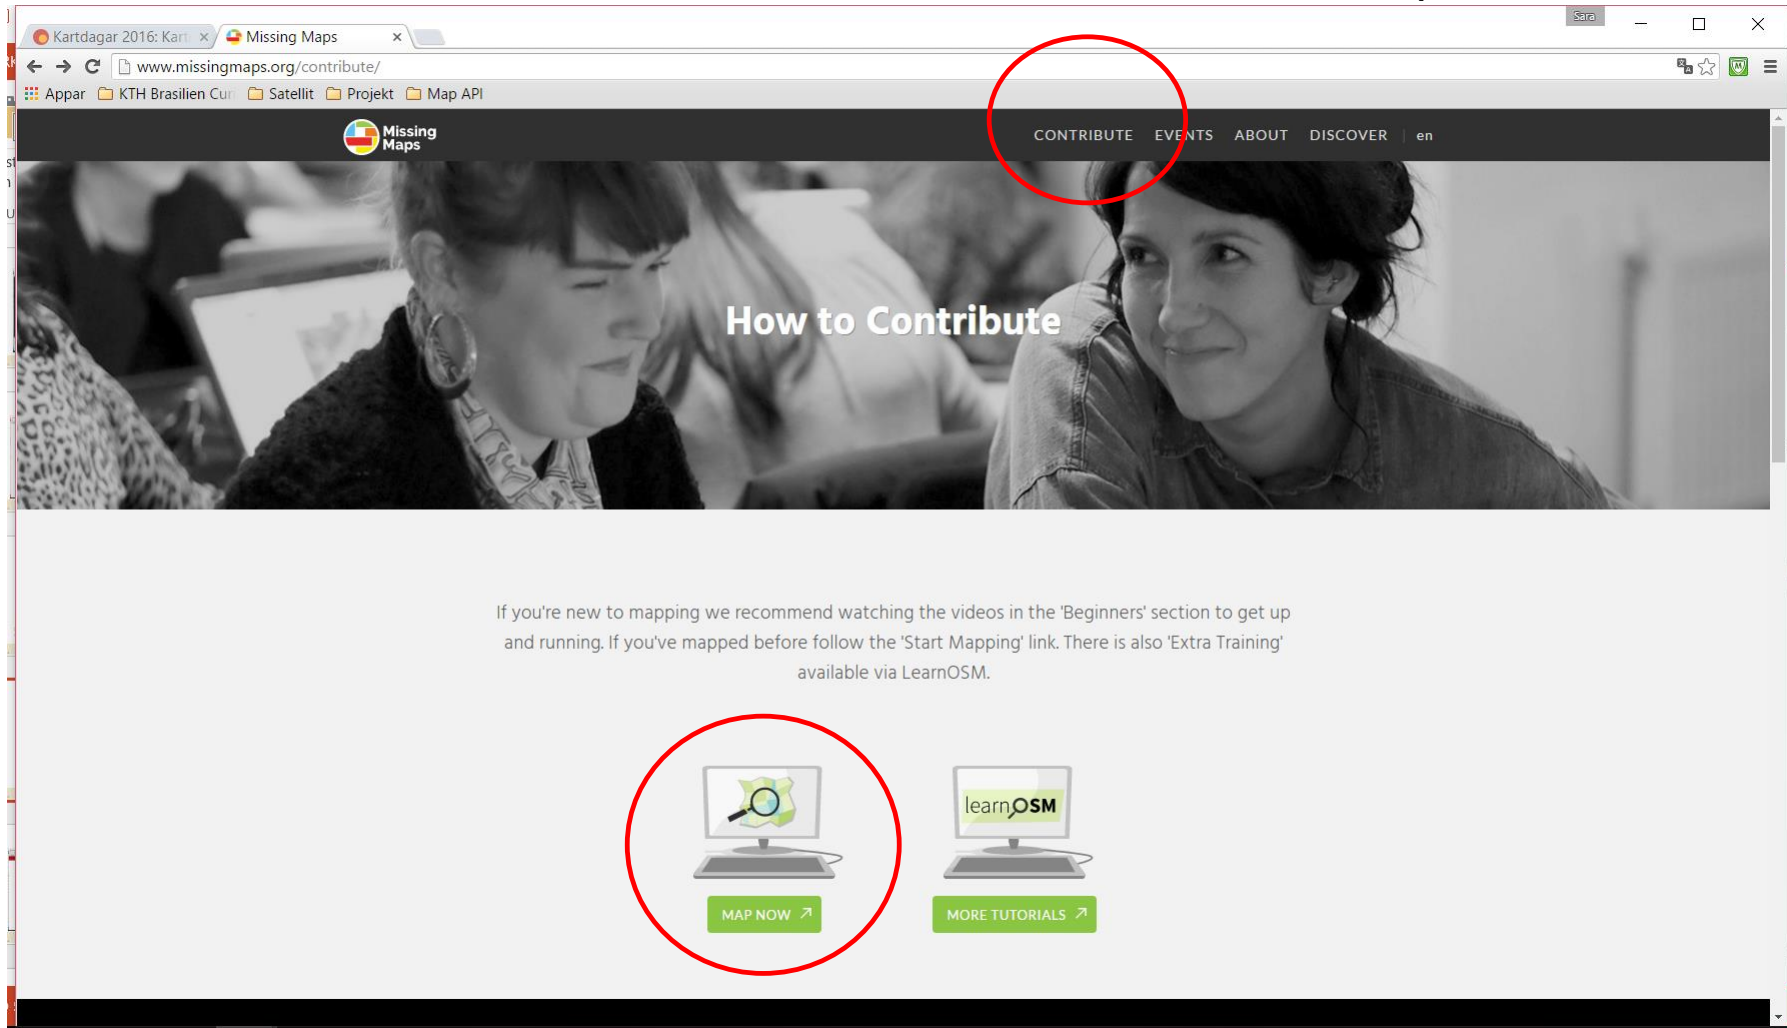 Sara
Kartdagar 2016: Kart
Missing Maps
www.missingmaps.org/contribute/
Appar
KTH Brasilien Curi
Satellit
Projekt
Map API
Missing
Maps
CONTRIBUTE EVENTS ABOUT DISCOVER | en
How to Contribute
If you're new to mapping we recommend watching the videos in the 'Beginners' section to get up
and running. If you've mapped before follow the 'Start Mapping' link. There is also 'Extra Training'
available via LearnOSM.
learnOSM
MAP NOW
MORE TUTORIALS